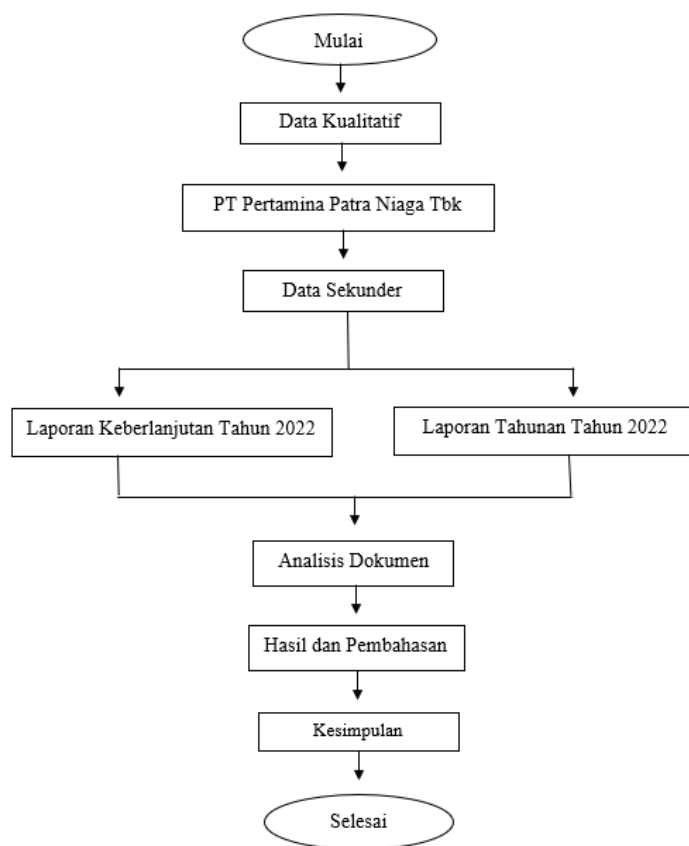 Mulai
Data Kualitatif
PT Pertamina Patra Niaga Tbk
Data Sekunder
Laporan Keberlanjutan Tahun 2022
Laporan Tahunan Tahun 2022
Analisis Dokumen
Hasil dan Pembahasan
Kesimpulan
Selesai